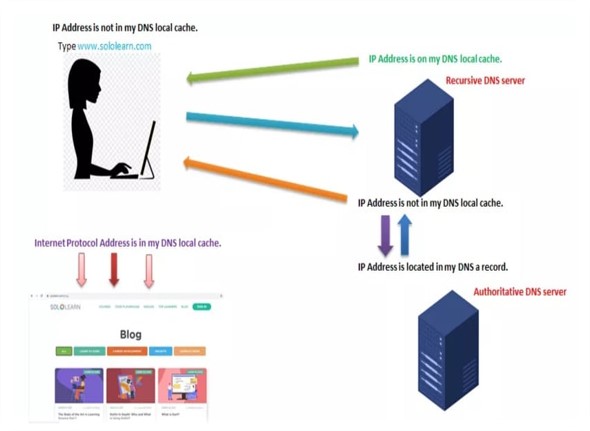 IP Address is not in my DNS local cache.
Type www.sololearn.com
IP Address is on my DNS local cache.
Recursive DNS server
IP Address is not in my DNS local cache.
Internet Protocol Address is in my DNS local cache.
IP Address is located in my DNS a record.
Authoritative DNS server
SOLOLEARN
Blog